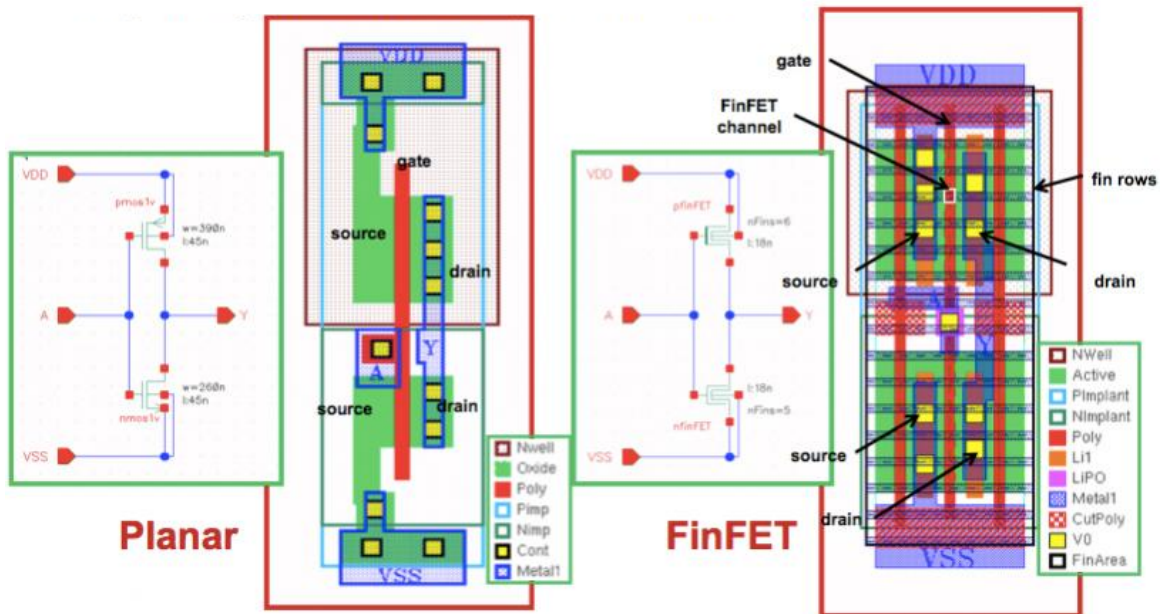 VDD
pmos1v
w=390n
l:45n
A
Y
w=260n
l:45n
nmos1v
VSS
Planar
VDD
gate
source
drain
Y
A
source
drain
VSS
Nwell
Oxide
Poly
Pimp
Nimp
Cont
Metal1
VDD
pfinFET
nFins=6
l:18n
A
Y
l:18n
nFins=5
nfinFET
VSS
FinFET
gate
FinFET
channel
source
source
drain
VDD
A
Y
VSS
fin rows
drain
NWell
Active
PImplant
NImplant
Poly
Li1
LiPO
Metal1
CutPoly
V0
FinArea